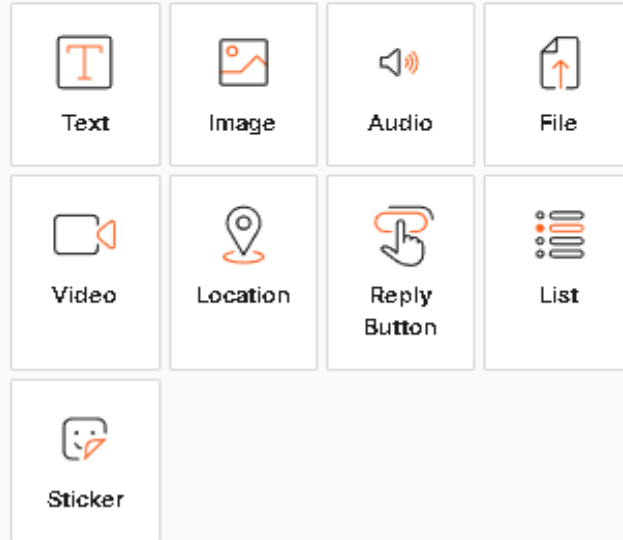 Text
Image
Audio
File
Video
Location
Reply
Button
List
Sticker